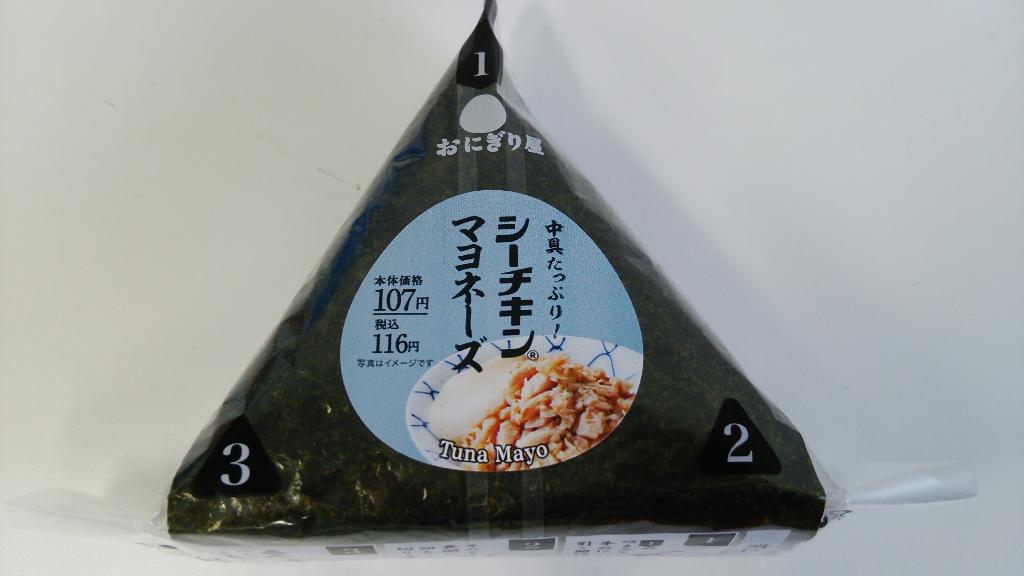 1
おにぎり屋
中具たっぷり!
シーチキン®
マヨネーズ
本体価格
107円
税込
116円
写真はイメージです
Tuna Mayo
3
2